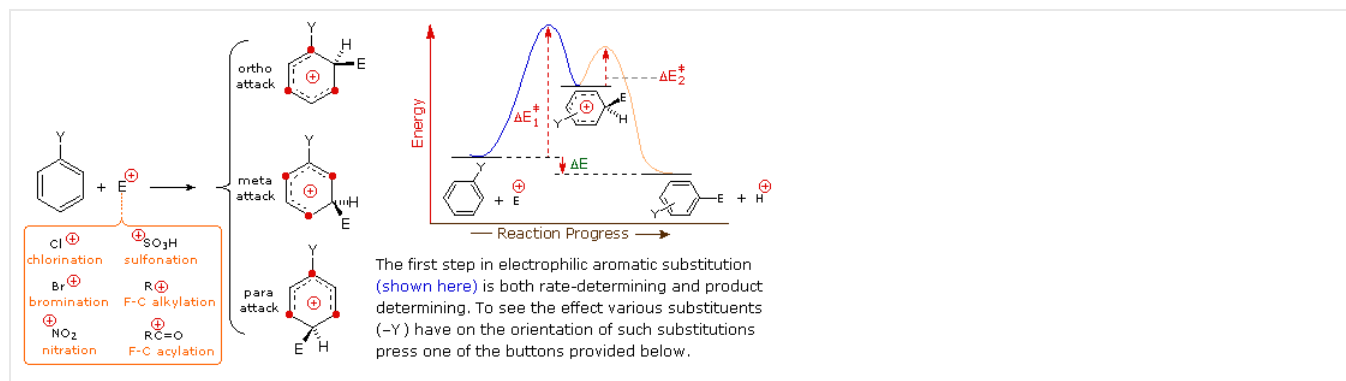 Y
+ E⊕
Cl⊕
chlorination
⊕SO₃H
sulfonation
Br⊕
bromination
R⊕
F-C alkylation
⊕NO₂
nitration
⊕
RC=O
F-C acylation
ortho
attack
Y
H
E
⊕
meta
attack
Y
H
E
⊕
para
attack
Y
E
H
⊕
Energy
ΔE₁‡
ΔE₂‡
ΔE
Y
E
H
⊕
Y
+ E⊕
Y
E
+ H⊕
Reaction Progress
The first step in electrophilic aromatic substitution
(shown here) is both rate-determining and product
determining. To see the effect various substituents
(–Y) have on the orientation of such substitutions
press one of the buttons provided below.